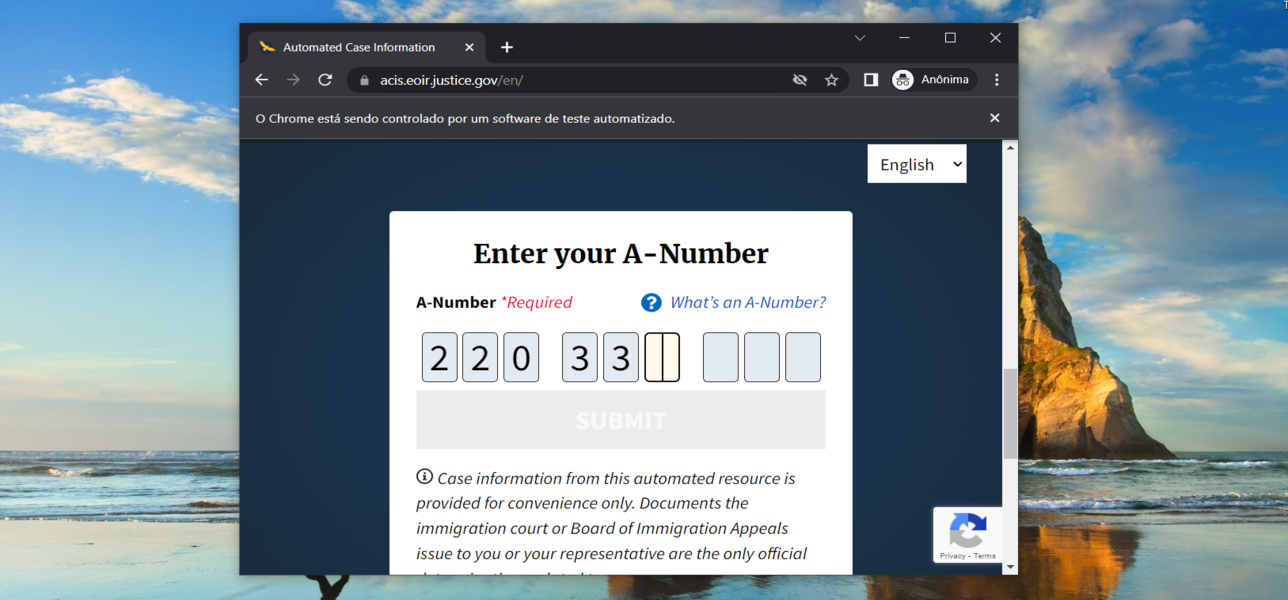 Automated Case Information
acis.eoir.justice.gov/en/
Anônima
O Chrome está sendo controlado por um software de teste automatizado.
English
Enter your A-Number
A-Number *Required
What's an A-Number?
2 2 0 3 3
SUBMIT
Case information from this automated resource is
provided for convenience only. Documents the
immigration court or Board of Immigration Appeals
issue to you or your representative are the only official
Privacy - Terms